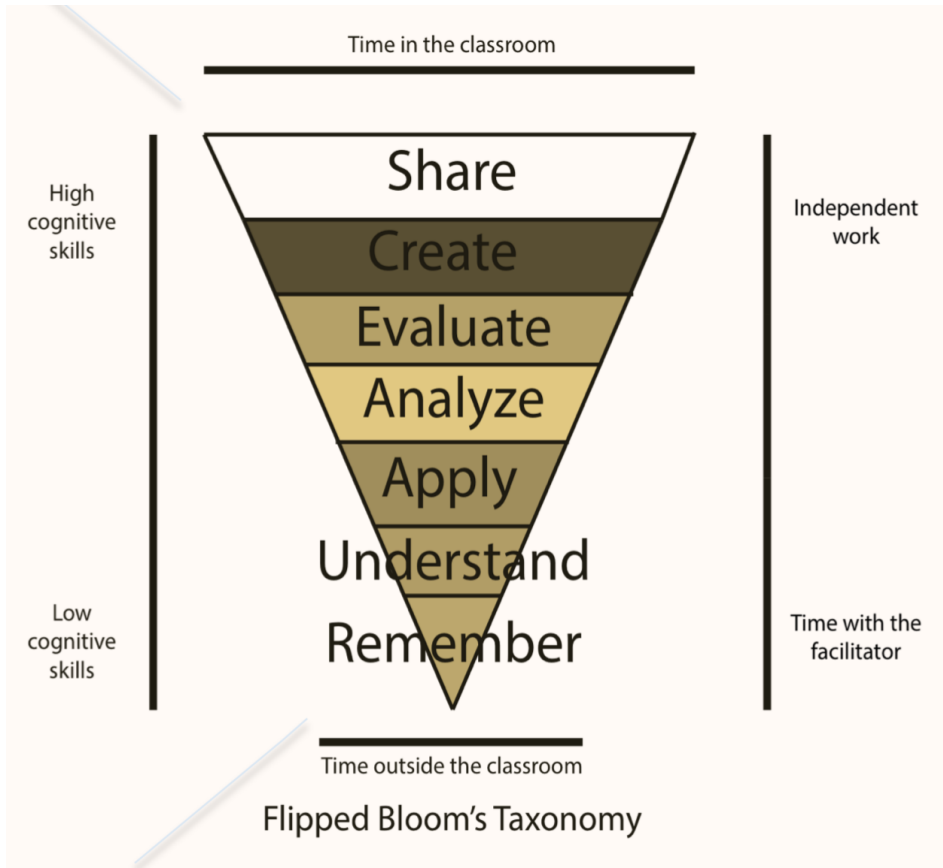 Time in the classroom
Share
High
cognitive
skills
Independent
work
Create
Evaluate
Analyze
Apply
Understand
Low
cognitive
skills
Remember
Time with the
facilitator
Time outside the classroom
Flipped Bloom's Taxonomy